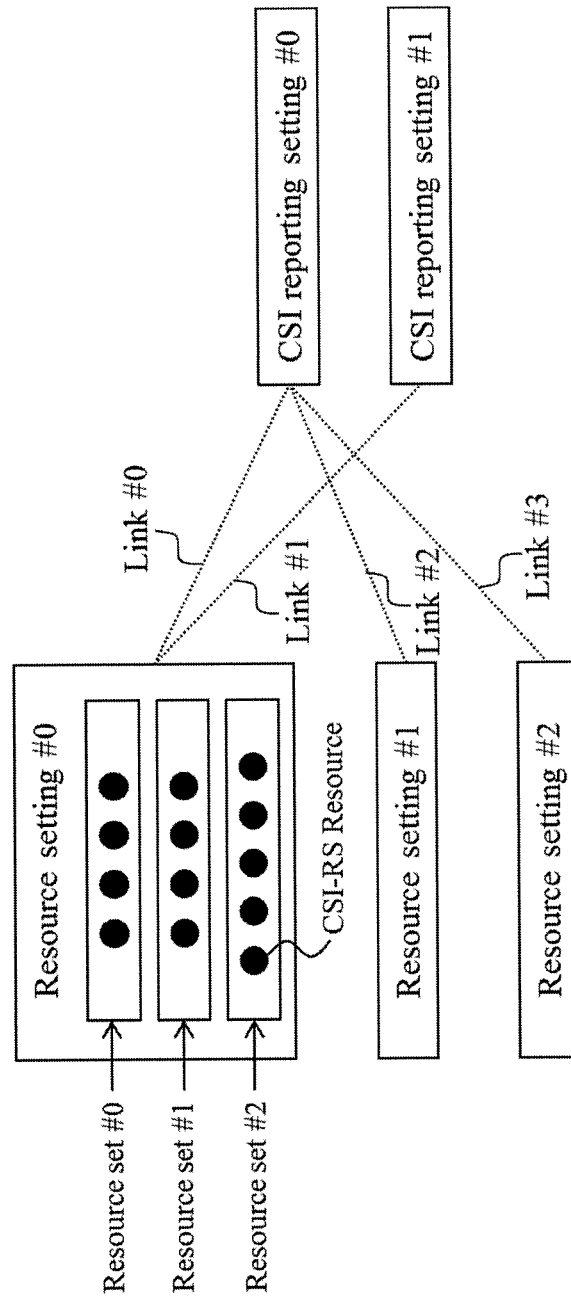 Resource setting #0
Resource set #0
Resource set #1
Resource set #2
CSI-RS Resource
Resource setting #1
Resource setting #2
Link #0
Link #1
Link #2
Link #3
CSI reporting setting #0
CSI reporting setting #1